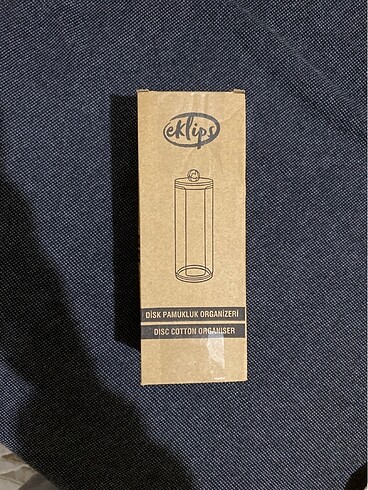 eklips
DİSK PAMUKLUK ORGANİZERİ
DISC COTTON ORGANISER